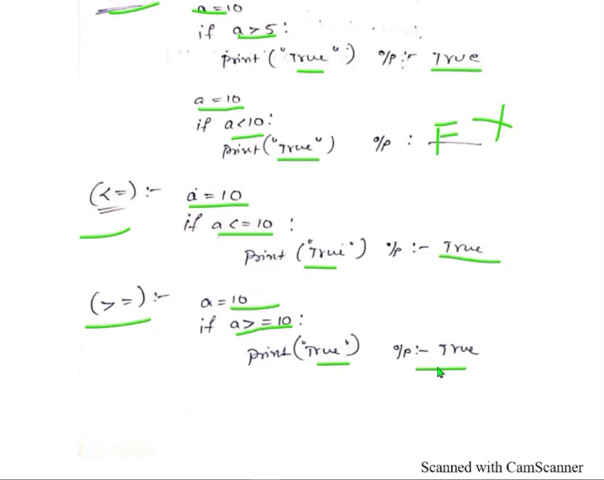 a = 10
if a > 5 :
print ("True") o/p :- True
a = 10
if a < 10 :
print ("True") o/p : F
(<=) :- a = 10
if a <= 10 :
print ("True") o/p :- True
(>=) :- a = 10
if a >= 10 :
print ("True") o/p :- True
Scanned with CamScanner